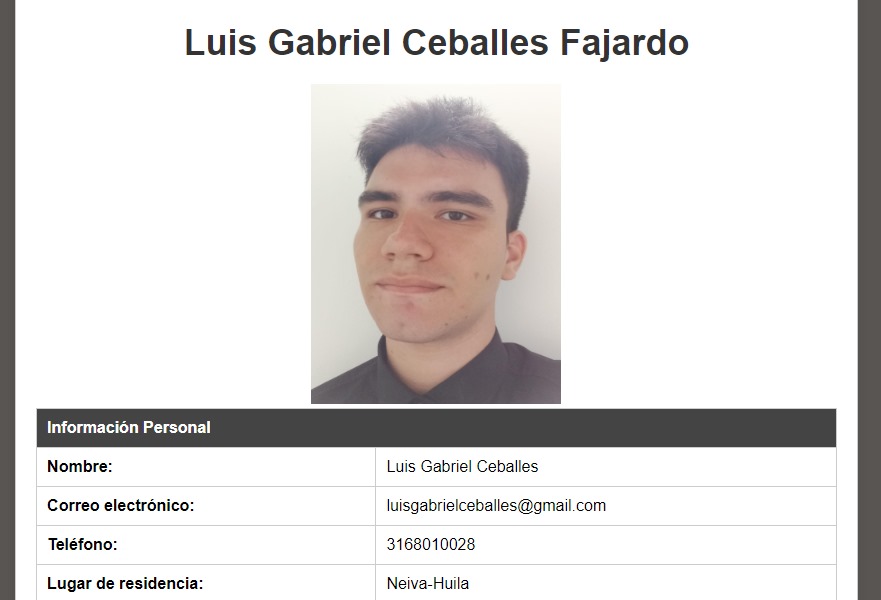 Luis Gabriel Ceballes Fajardo
Información Personal
Nombre: Luis Gabriel Ceballes
Correo electrónico: luisgabrielceballes@gmail.com
Teléfono: 3168010028
Lugar de residencia: Neiva-Huila